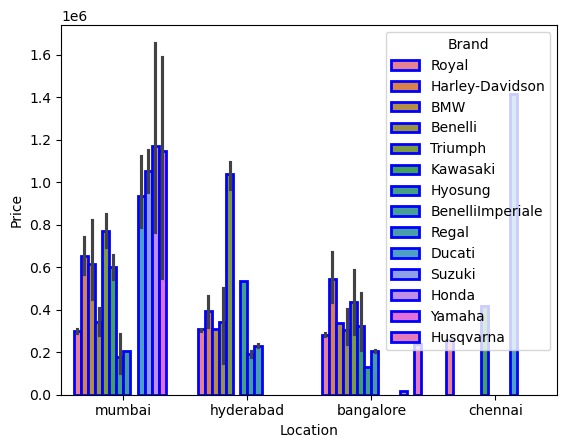 1e6
1.6
1.4
1.2
1.0
0.8
0.6
0.4
0.2
0.0
Price
mumbai
hyderabad
bangalore
chennai
Location
Brand
Royal
Harley-Davidson
BMW
Benelli
Triumph
Kawasaki
Hyosung
BenelliImperiale
Regal
Ducati
Suzuki
Honda
Yamaha
Husqvarna